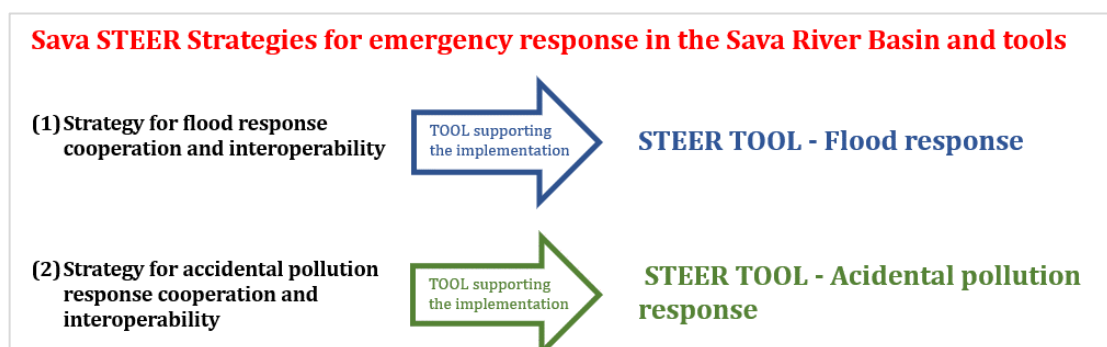 Sava STEER Strategies for emergency response in the Sava River Basin and tools
(1) Strategy for flood response
cooperation and interoperability
TOOL supporting
the implementation
STEER TOOL - Flood response
(2) Strategy for accidental pollution
response cooperation and
interoperability
TOOL supporting
the implementation
STEER TOOL - Acidental pollution
response